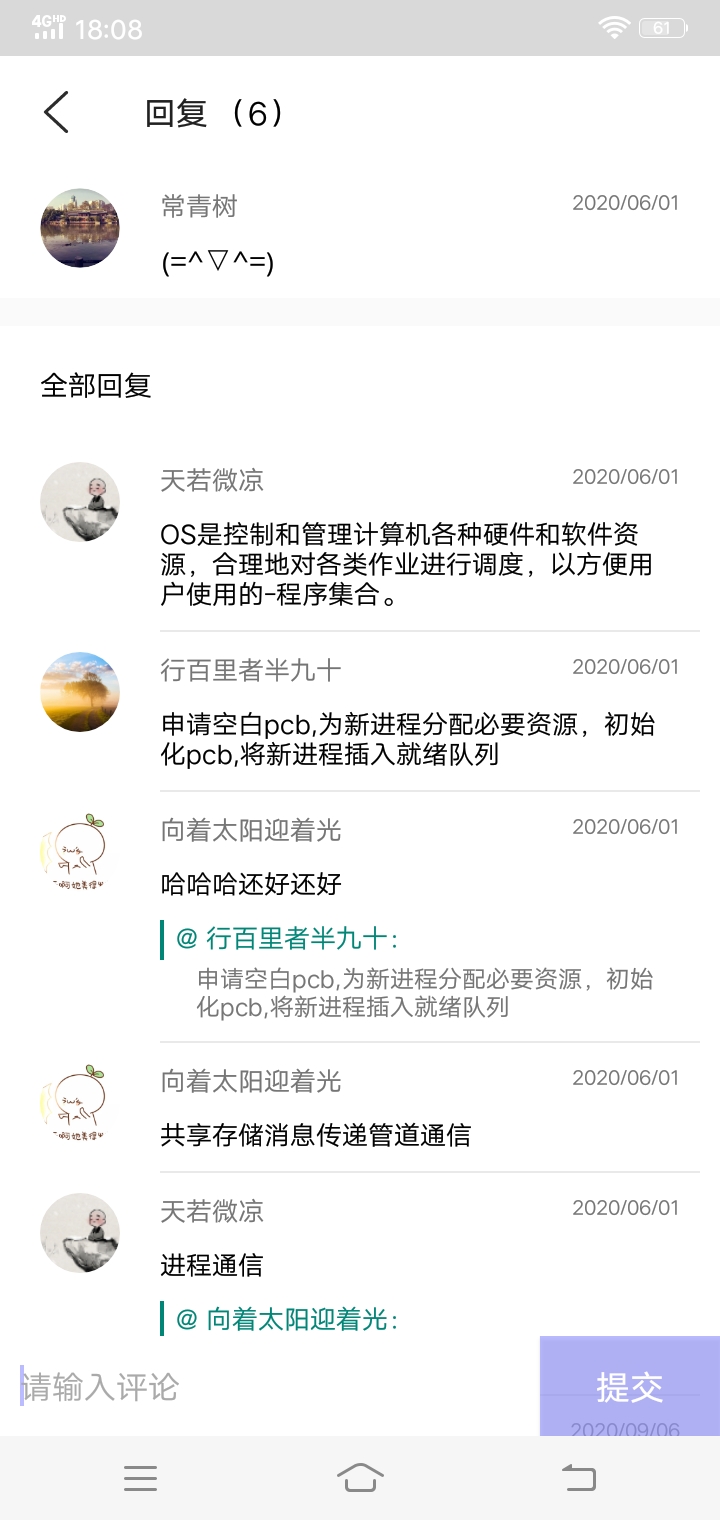 4G HD 18:08 61
回复 （6）
常青树 2020/06/01
(=^▽^=)
全部回复
天若微凉 2020/06/01
OS是控制和管理计算机各种硬件和软件资
源，合理地对各类作业进行调度，以方便用
户使用的-程序集合。
行百里者半九十 2020/06/01
申请空白pcb,为新进程分配必要资源，初始
化pcb,将新进程插入就绪队列
向着太阳迎着光 2020/06/01
哈哈哈还好还好
@ 行百里者半九十:
申请空白pcb,为新进程分配必要资源，初始
化pcb,将新进程插入就绪队列
向着太阳迎着光 2020/06/01
共享存储消息传递管道通信
天若微凉 2020/06/01
进程通信
@ 向着太阳迎着光:
请输入评论 提交
2020/09/06